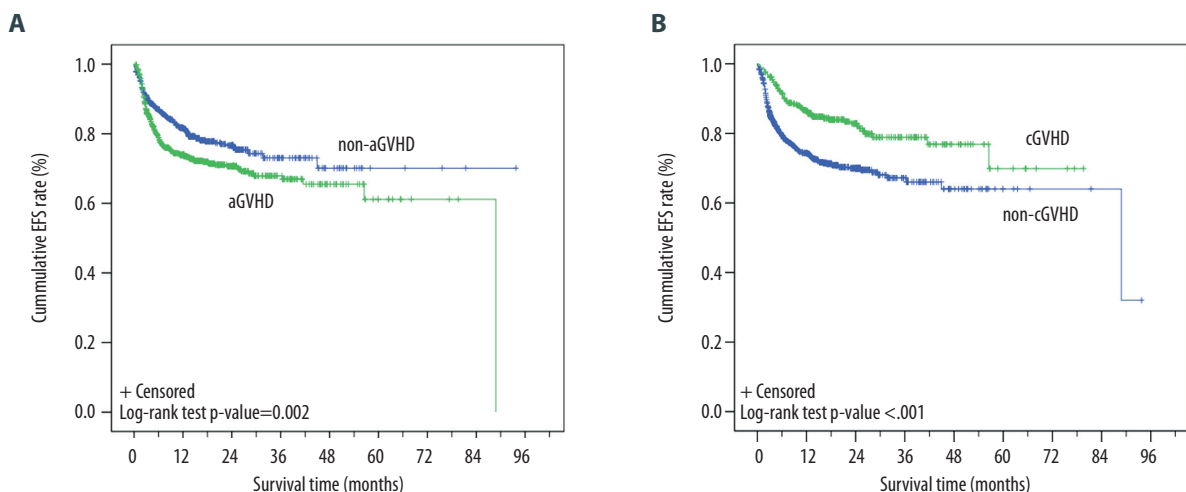 A
Cummulative EFS rate (%)
1.0
0.8
0.6
0.4
0.2
0.0
non-aGVHD
aGVHD
+ Censored
Log-rank test p-value=0.002
0 12 24 36 48 60 72 84 96
Survival time (months)
B
Cummulative EFS rate (%)
1.0
0.8
0.6
0.4
0.2
0.0
cGVHD
non-cGVHD
+ Censored
Log-rank test p-value <.001
0 12 24 36 48 60 72 84 96
Survival time (months)